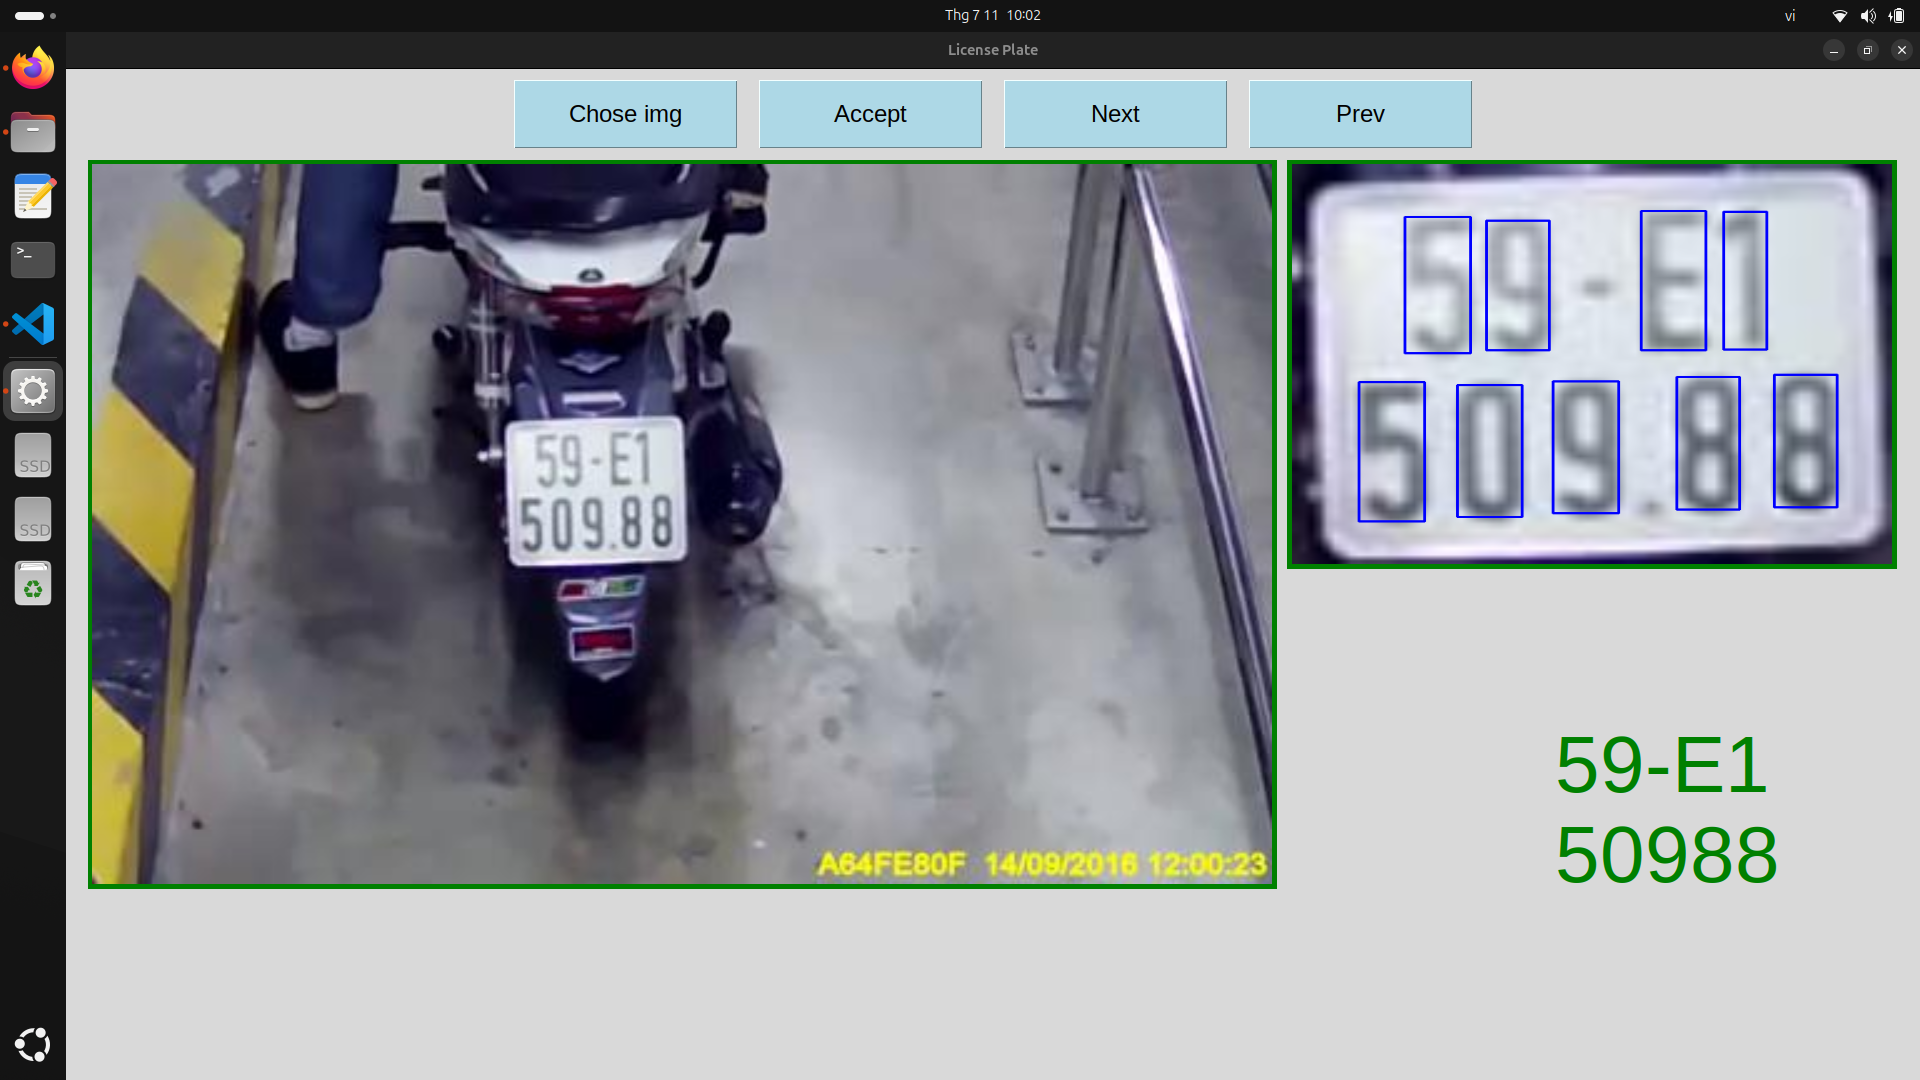 Thg 7 11 10:02
vi
License Plate
Chose img
Accept
Next
Prev
>_
SSD
SSD
59-E1
509.88
A64FE80F 14/09/2016 12:00:23
59-E1
509.88
59-E1
50988